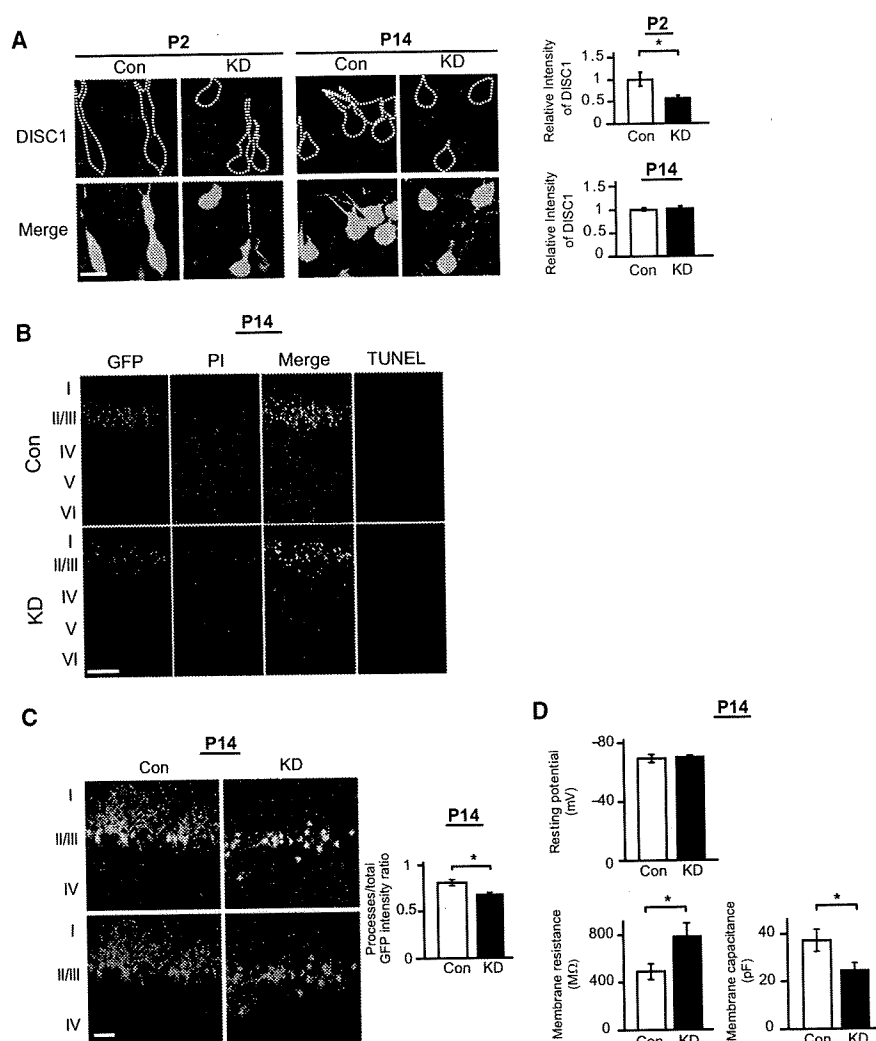 A
P2
P14
Con
KD
Con
KD
DISC1
Merge
P2
*
Relative Intensity
of DISC1
1.5
1
0.5
0
Con
KD
P14
Relative Intensity
of DISC1
1.5
1
0.5
0
Con
KD
B
P14
GFP
PI
Merge
TUNEL
Con
I
II/III
IV
V
VI
KD
I
II/III
IV
V
VI
C
P14
Con
KD
I
II/III
IV
I
II/III
IV
P14
*
Processes/total
GFP intensity ratio
1
0.5
0
Con
KD
D
P14
Resting potential
(mV)
-80
-40
0
Con
KD
*
Membrane resistance
(MΩ)
800
400
0
Con
KD
*
Membrane capacitance
(pF)
40
20
0
Con
KD